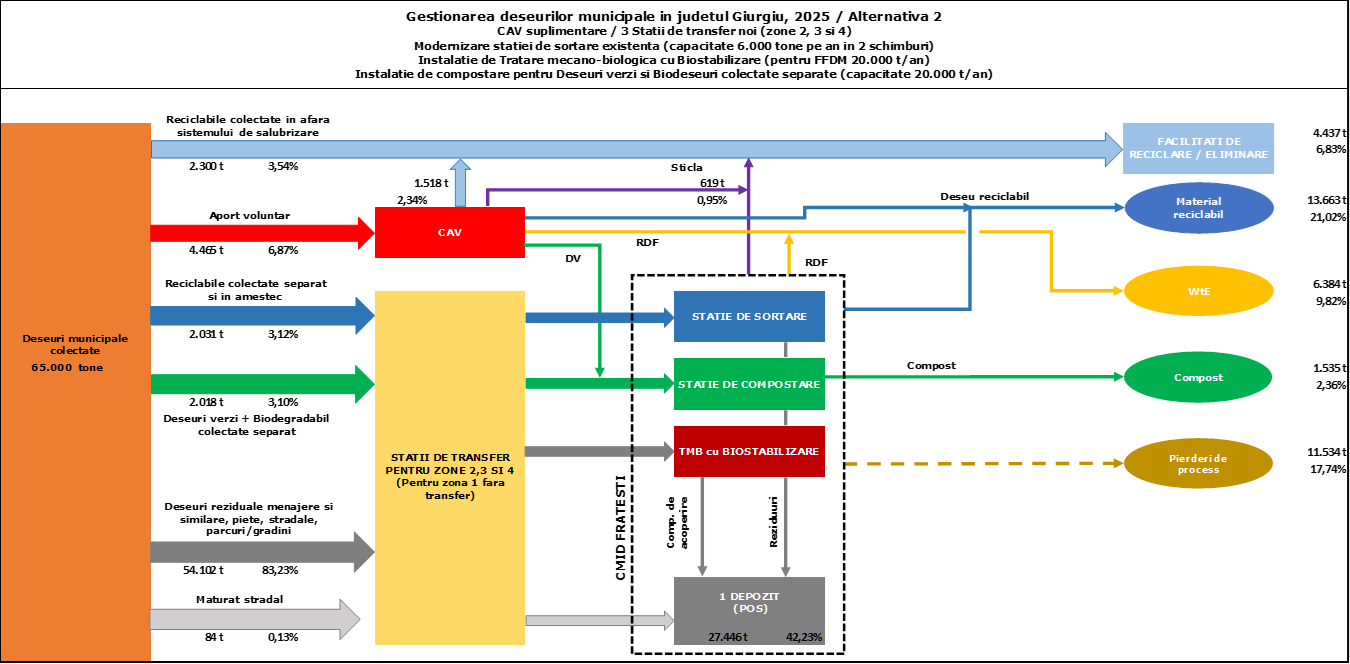 Gestionarea deseurilor municipale in judetul Giurgiu, 2025 / Alternativa 2
CAV suplimentare / 3 Statii de transfer noi (zone 2, 3 si 4)
Modernizare statiei de sortare existenta (capacitate 6.000 tone pe an in 2 schimburi)
Instalatie de Tratare mecano-biologica cu Biostabilizare (pentru FFDM 20.000 t/an)
Instalatie de compostare pentru Deseuri verzi si Biodeseuri colectate separate (capacitate 20.000 t/an)
Reciclabile colectate in afara
sistemului de salubrizare
2.300 t 3,54%
FACILITATI DE
RECICLARE / ELIMINARE
4.437 t
6,83%
1.518 t
2,34%
Sticla
619 t
0,95%
Deseu reciclabil
Material
reciclabil
13.663 t
21,02%
Aport voluntar
4.465 t 6,87%
CAV
RDF
DV
RDF
WtE
6.384 t
9,82%
Reciclabile colectate separat
si in amestec
2.031 t 3,12%
STATIE DE SORTARE
Deseuri municipale
colectate
65.000 tone
2.018 t 3,10%
Deseuri verzi + Biodegradabil
colectate separat
STATIE DE COMPOSTARE
Compost
Compost
1.535 t
2,36%
STATII DE TRANSFER
PENTRU ZONE 2,3 SI 4
(Pentru zona 1 fara
transfer)
TMB cu BIOSTABILIZARE
Pierderi de
process
11.534 t
17,74%
Deseuri reziduale menajere si
similare, piete, stradale,
parcuri/gradini
54.102 t 83,23%
CMID FRATESTI
Comp. de
acoperire
Reziduuri
Maturat stradal
84 t 0,13%
1 DEPOZIT
(POS)
27.446 t 42,23%